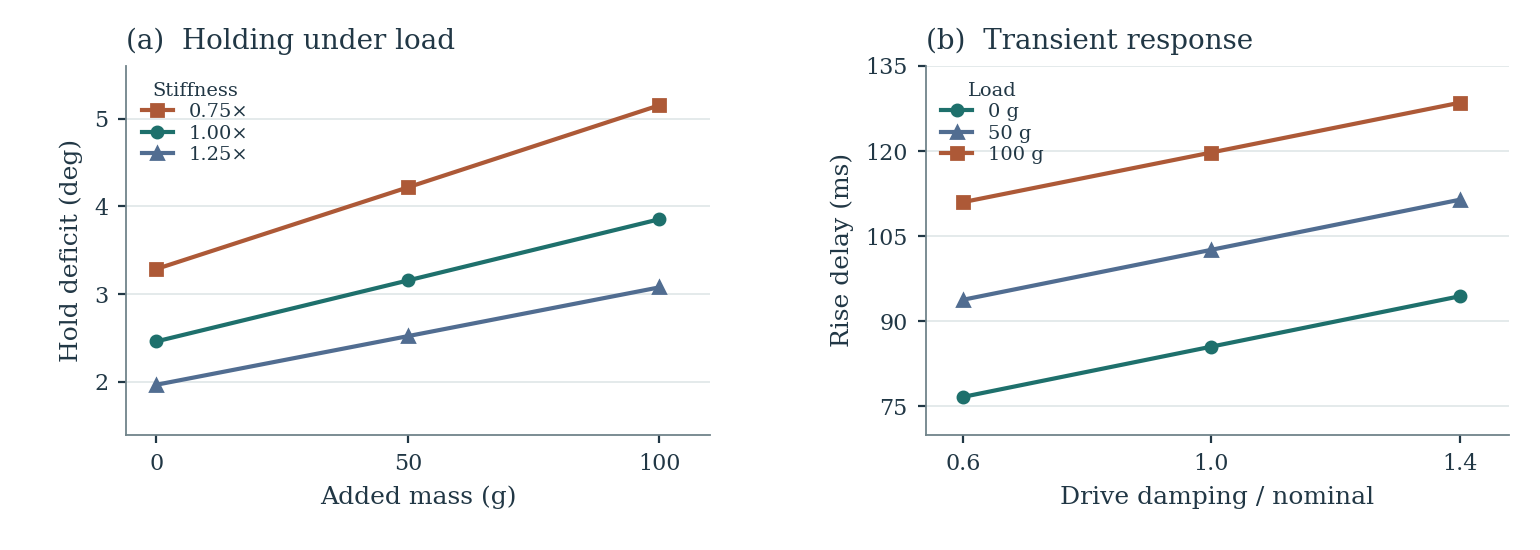 (a)  Holding under load
Hold deficit (deg)
5
4
3
2
Stiffness
0.75×
1.00×
1.25×
0
50
100
Added mass (g)
(b)  Transient response
Rise delay (ms)
135
120
105
90
75
Load
0 g
50 g
100 g
0.6
1.0
1.4
Drive damping / nominal